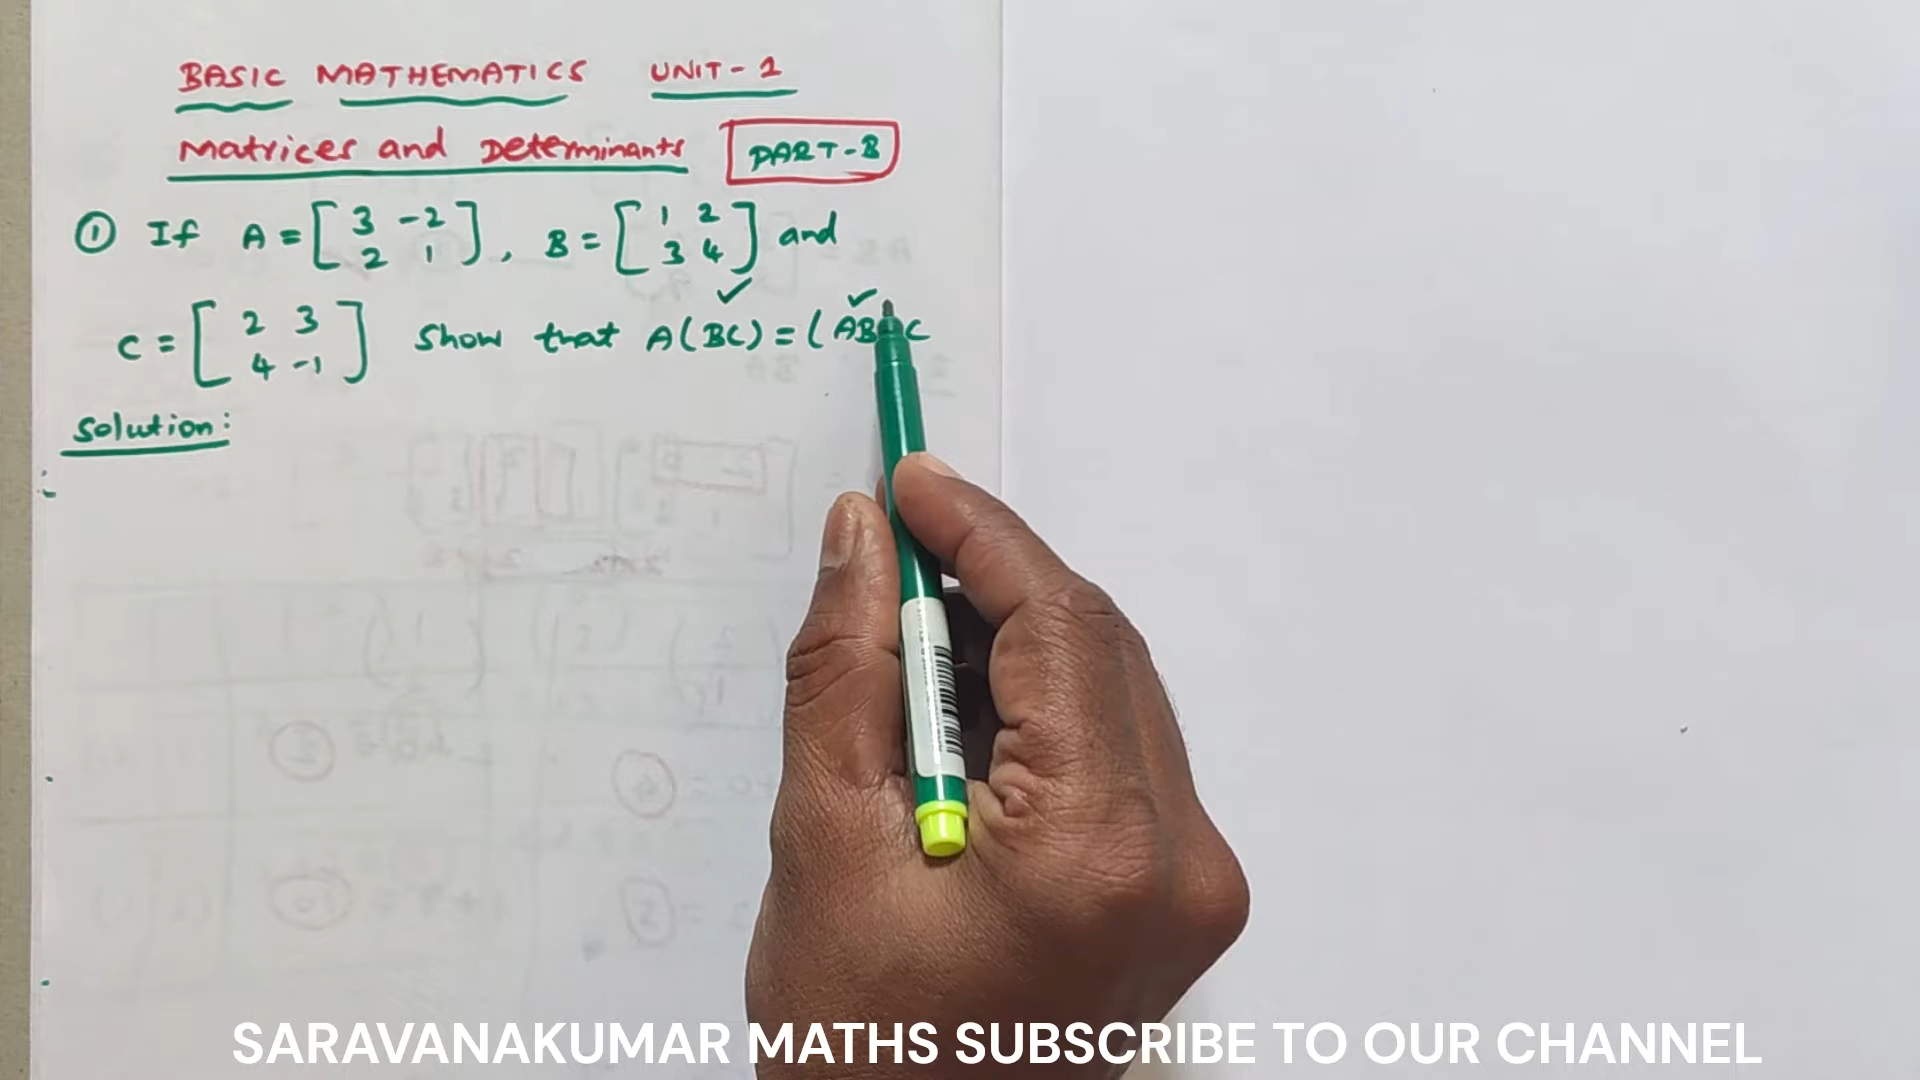 BASIC MATHEMATICS UNIT-1
Matrices and Determinants PART-B
① If A = [ 3 -2 ], B = [ 1 2 ] and
2 1 3 4
C = [ 2 3 ] Show that A(BC) = (AB)C
4 -1
Solution:
SARAVANAKUMAR MATHS SUBSCRIBE TO OUR CHANNEL